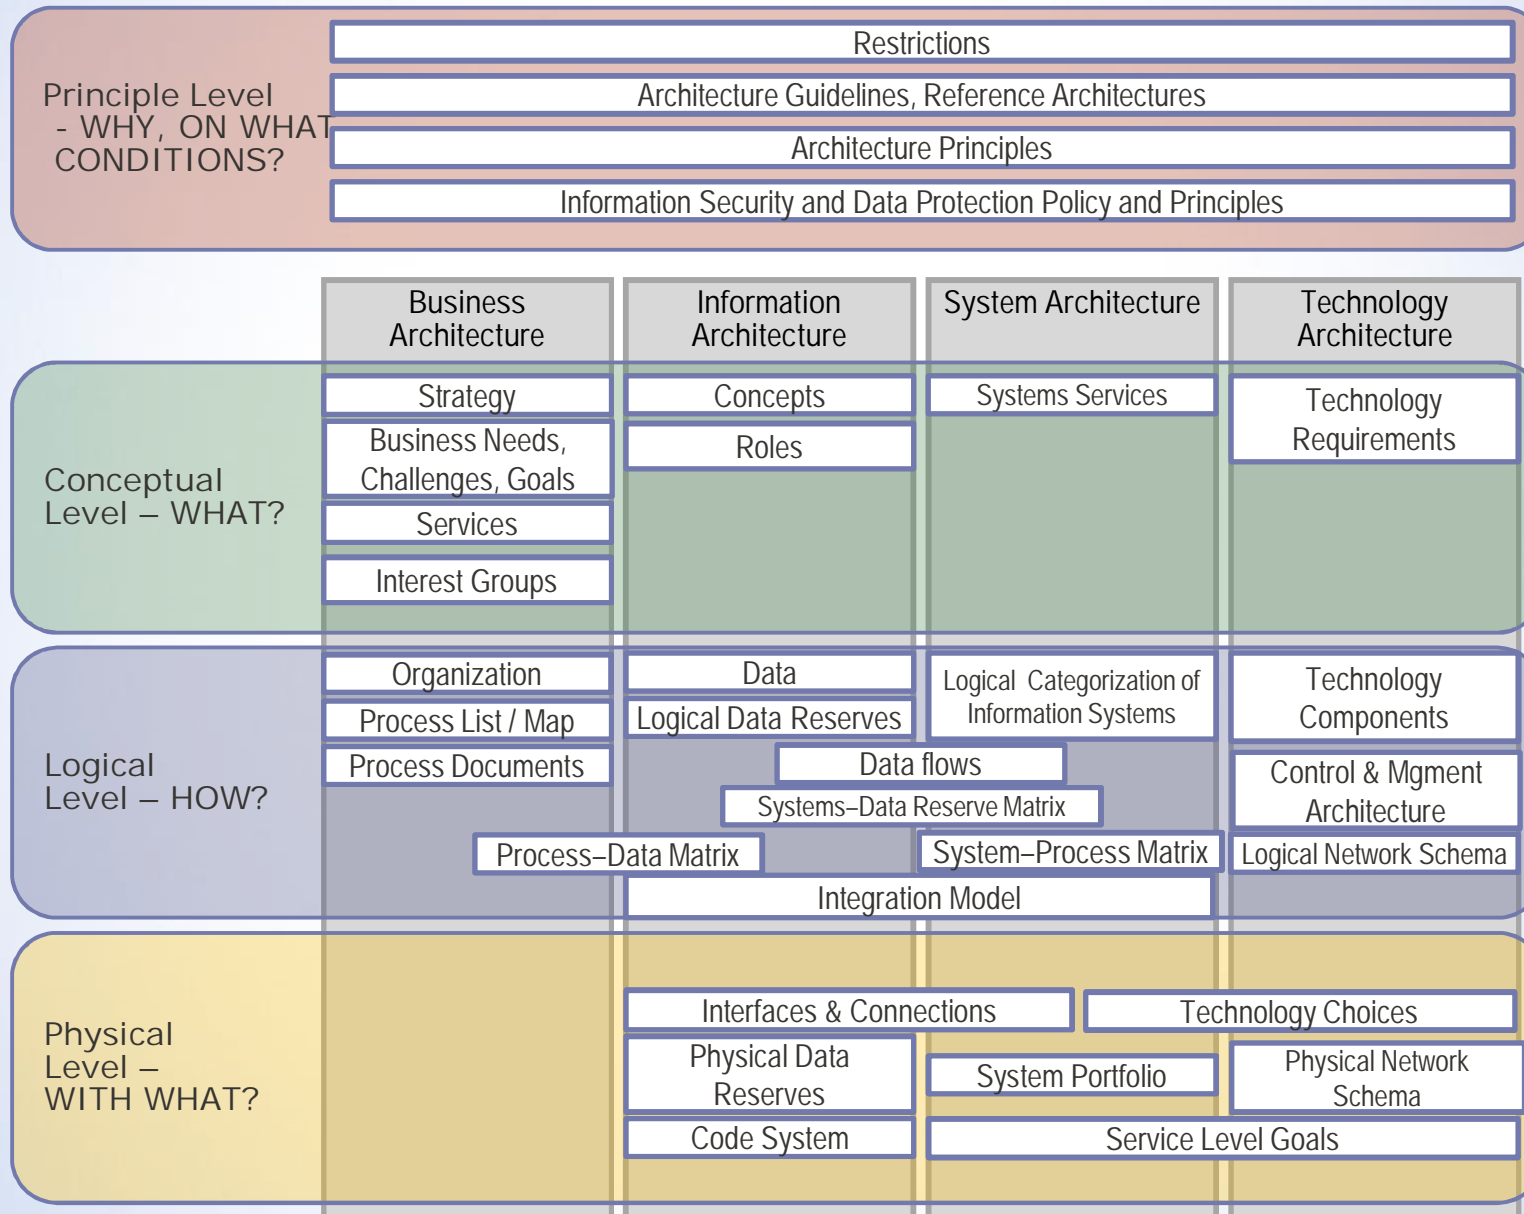 Principle Level
- WHY, ON WHAT
CONDITIONS?
Restrictions
Architecture Guidelines, Reference Architectures
Architecture Principles
Information Security and Data Protection Policy and Principles
Business
Architecture
Information
Architecture
System Architecture
Technology
Architecture
Conceptual
Level – WHAT?
Strategy
Business Needs,
Challenges, Goals
Services
Interest Groups
Concepts
Roles
Systems Services
Technology
Requirements
Logical
Level – HOW?
Organization
Process List / Map
Process Documents
Data
Logical Data Reserves
Logical Categorization of
Information Systems
Technology
Components
Data flows
Systems–Data Reserve Matrix
Control & Mgment
Architecture
Process–Data Matrix
System–Process Matrix
Logical Network Schema
Integration Model
Physical
Level –
WITH WHAT?
Interfaces & Connections
Technology Choices
Physical Data
Reserves
System Portfolio
Physical Network
Schema
Code System
Service Level Goals